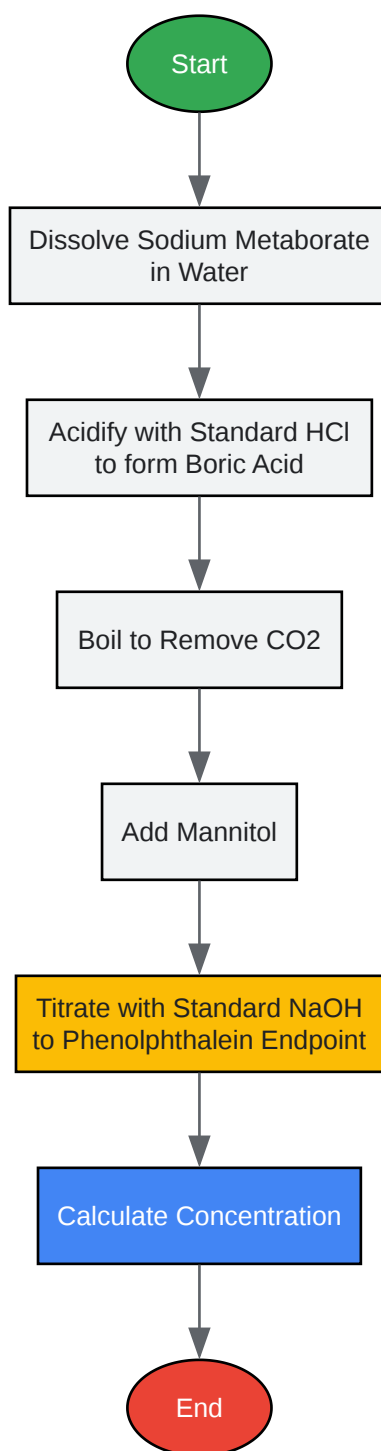 Start
Dissolve Sodium Metaborate
in Water
Acidify with Standard HCl
to form Boric Acid
Boil to Remove CO2
Add Mannitol
Titrate with Standard NaOH
to Phenolphthalein Endpoint
Calculate Concentration
End